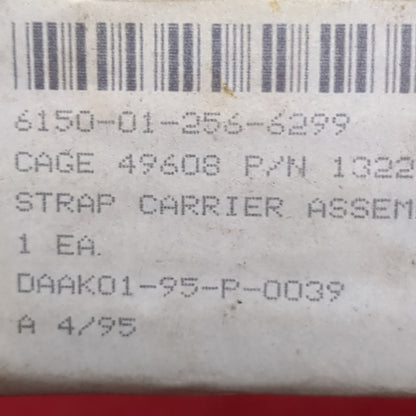 6150-01-256-6299
CAGE 49608 P/N 1322
STRAP CARRIER ASSEM
1 EA.
DAAK01-95-P-0039
A 4/95